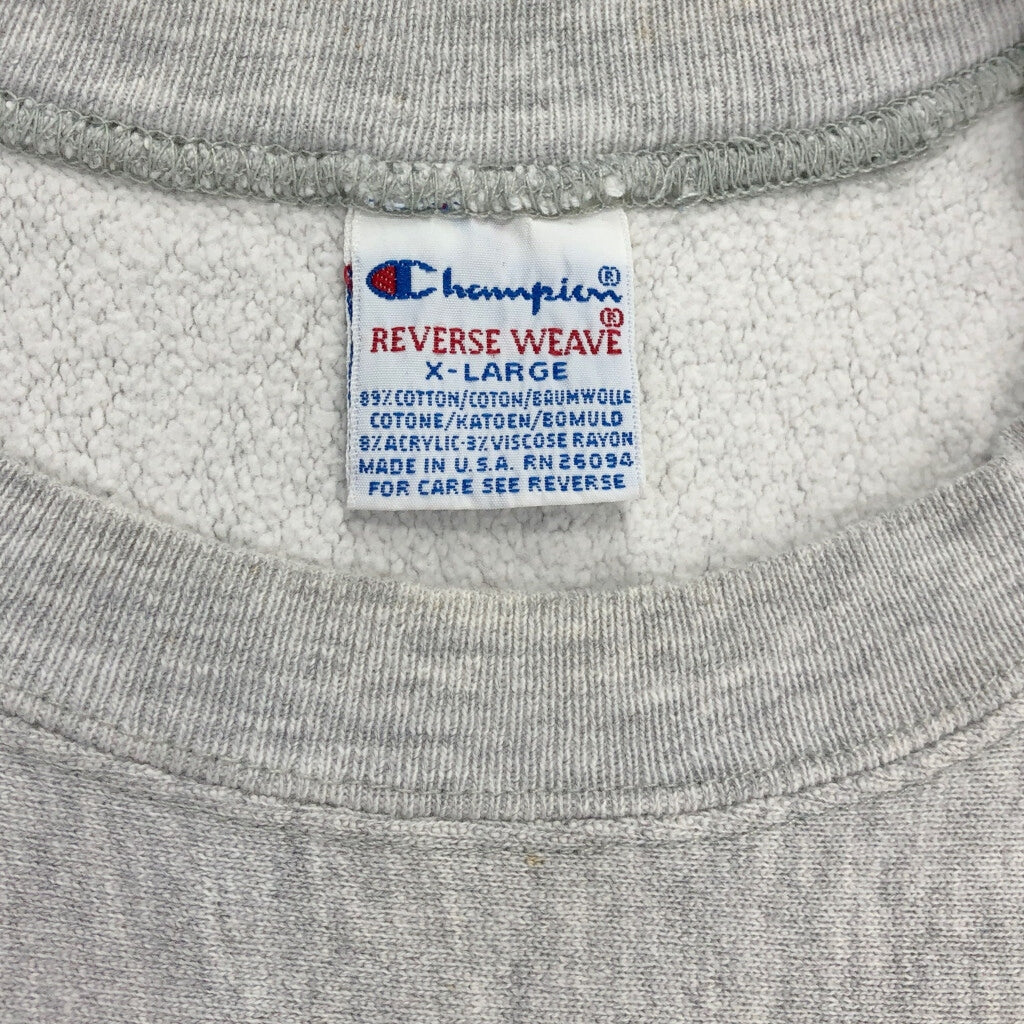 Champion®
REVERSE WEAVE®
X-LARGE
89% COTTON/COTON/BAUMWOLLE
COTONE/KATOEN/BOMULD
8% ACRYLIC-3% VISCOSE RAYON
MADE IN U.S.A. RN 26094
FOR CARE SEE REVERSE